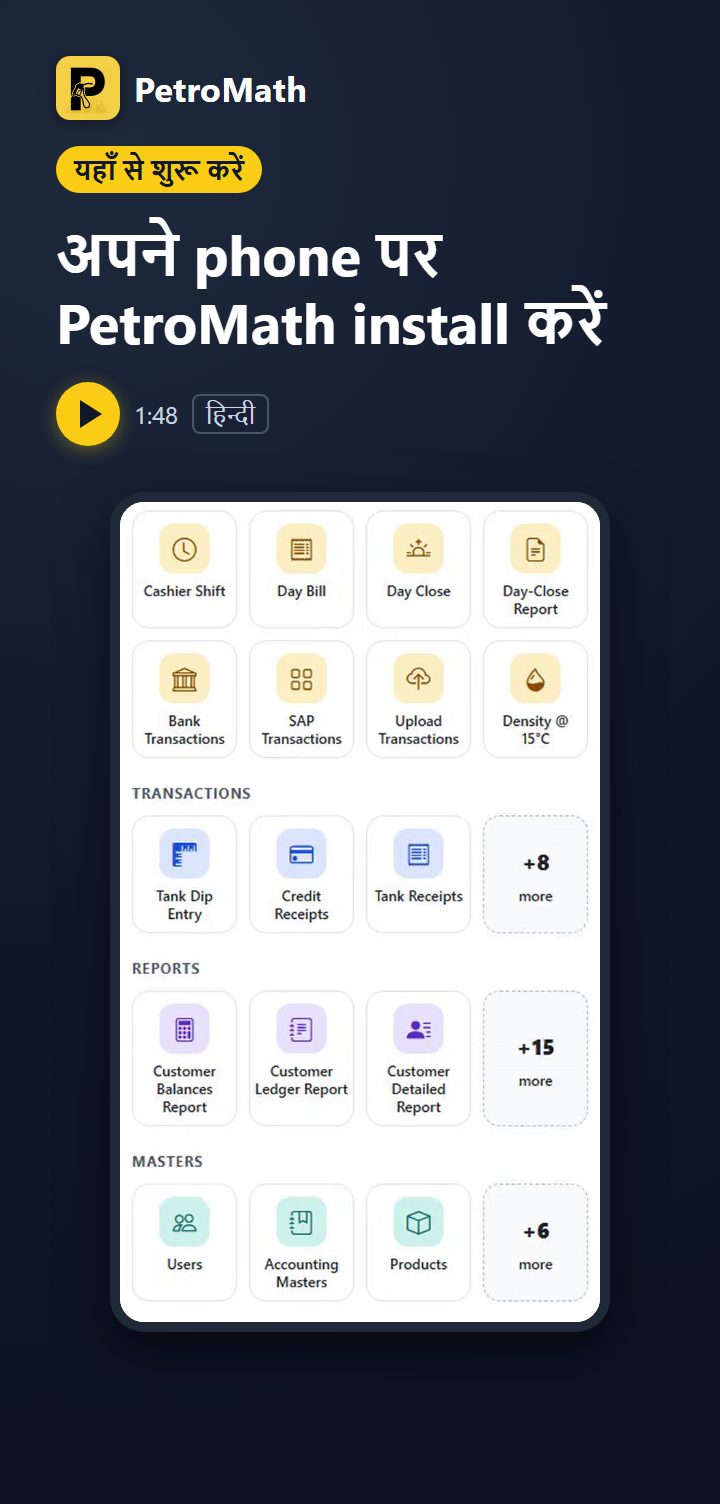 PetroMath
यहाँ से शुरू करें
अपने phone पर
PetroMath install करें
1:48 हिन्दी
Cashier Shift Day Bill Day Close Day-Close
Report
Bank SAP Upload Density @
Transactions Transactions Transactions 15°C
TRANSACTIONS
+8
Tank Dip Credit Tank Receipts more
Entry Receipts
REPORTS
+15
Customer Customer Customer more
Balances Ledger Report Detailed
Report Report
MASTERS
+6
Users Accounting Products more
Masters